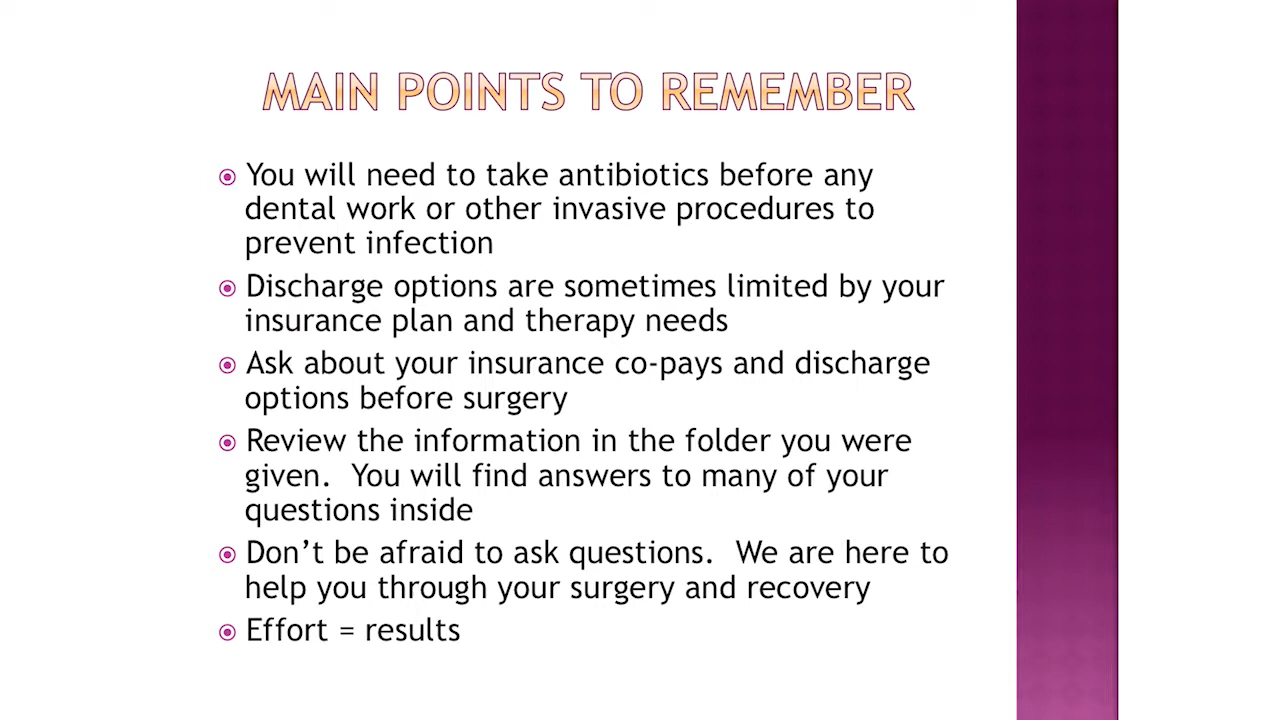 MAIN POINTS TO REMEMBER
You will need to take antibiotics before any
dental work or other invasive procedures to
prevent infection
Discharge options are sometimes limited by your
insurance plan and therapy needs
Ask about your insurance co-pays and discharge
options before surgery
Review the information in the folder you were
given.  You will find answers to many of your
questions inside
Don’t be afraid to ask questions.  We are here to
help you through your surgery and recovery
Effort = results